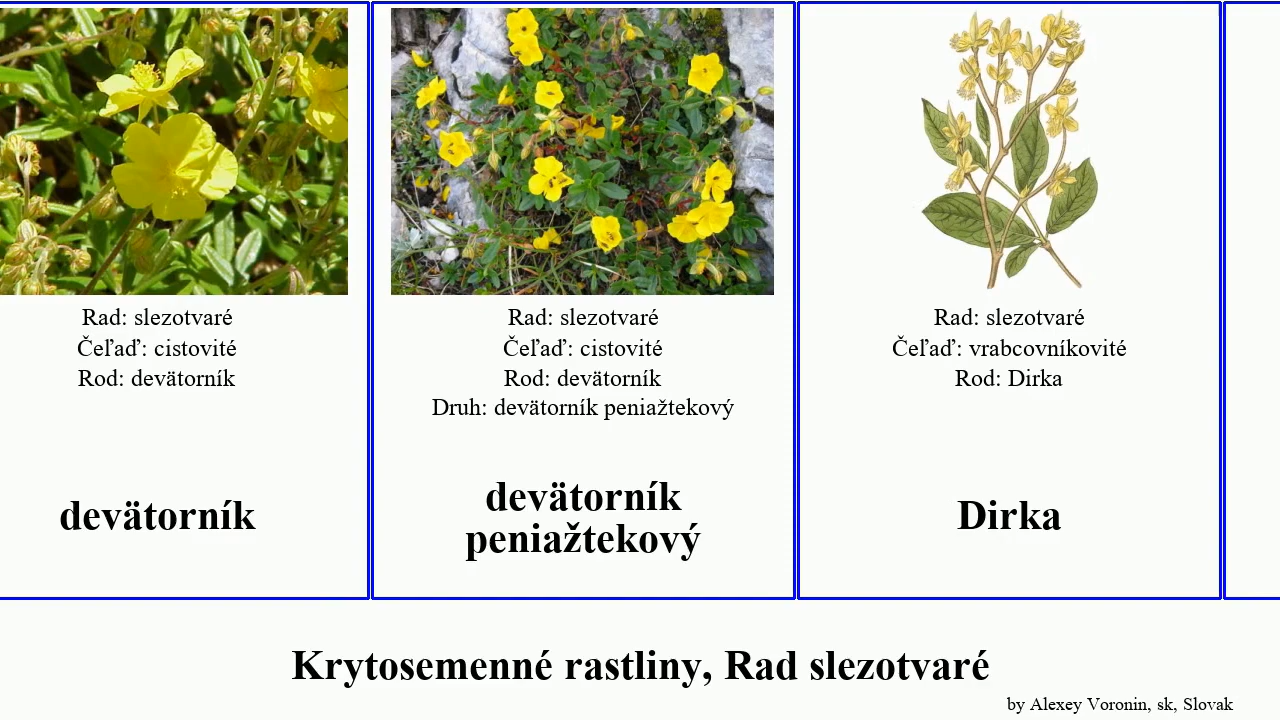 Rad: slezotvaré
Čeľaď: cistovité
Rod: devätorník
devätorník
Rad: slezotvaré
Čeľaď: cistovité
Rod: devätorník
Druh: devätorník peniažtekový
devätorník
peniažtekový
Rad: slezotvaré
Čeľaď: vrabcovníkovité
Rod: Dirka
Dirka
Krytosemenné rastliny, Rad slezotvaré
by Alexey Voronin, sk, Slovak